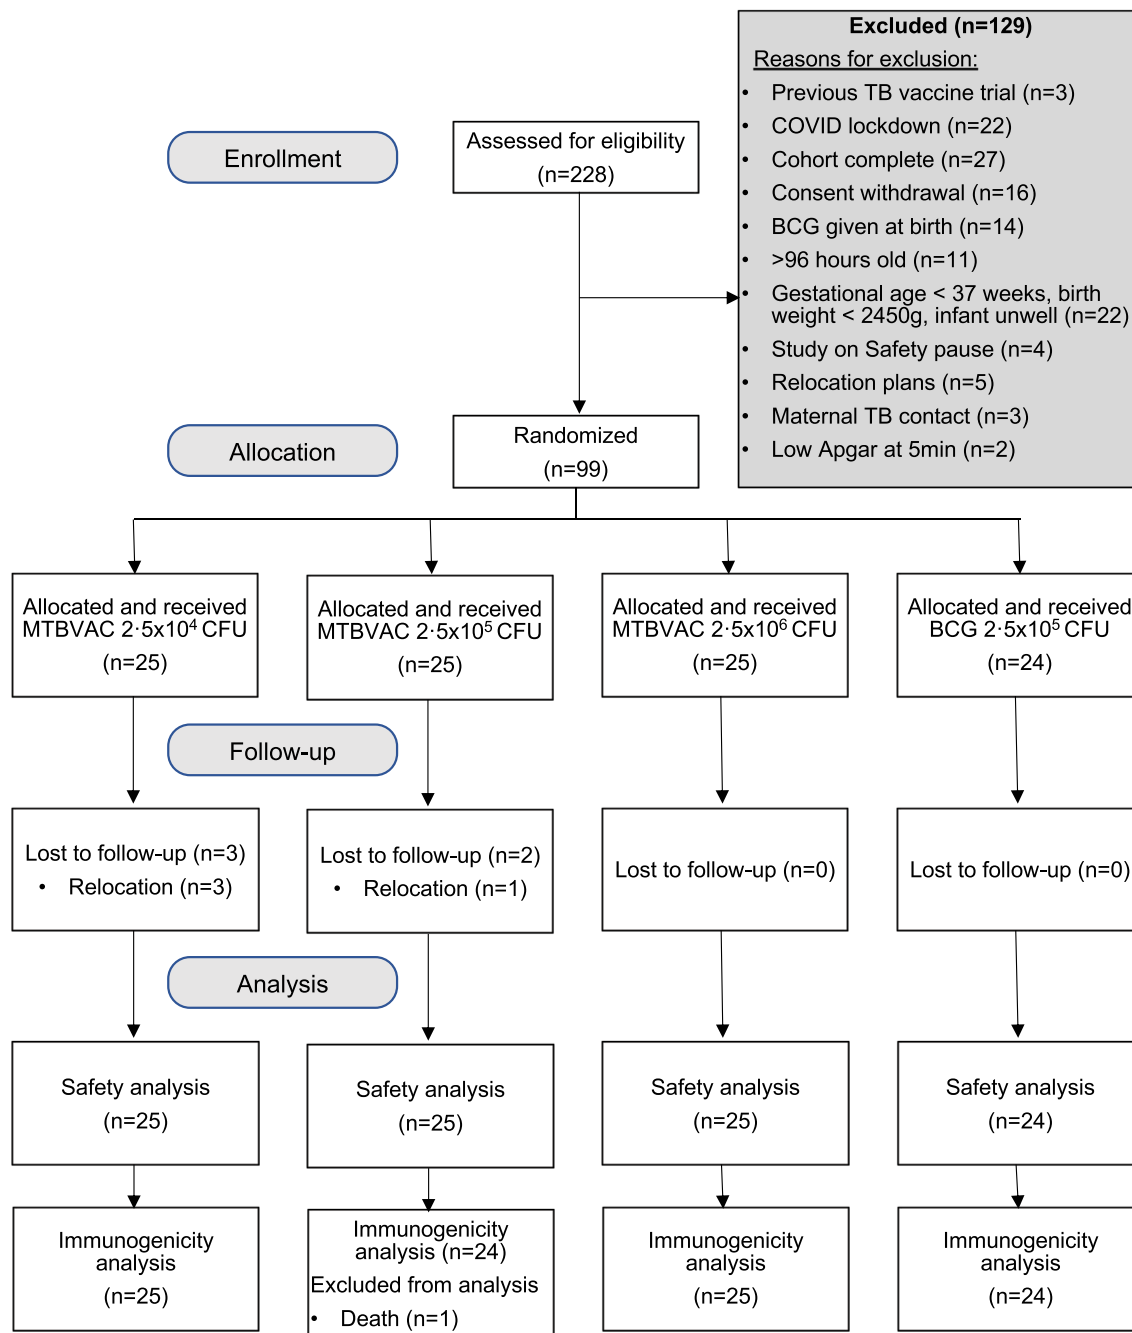 Enrollment
Assessed for eligibility
(n=228)
Excluded (n=129)
Reasons for exclusion:
• Previous TB vaccine trial (n=3)
• COVID lockdown (n=22)
• Cohort complete (n=27)
• Consent withdrawal (n=16)
• BCG given at birth (n=14)
• >96 hours old (n=11)
• Gestational age < 37 weeks, birth
weight < 2450g, infant unwell (n=22)
• Study on Safety pause (n=4)
• Relocation plans (n=5)
• Maternal TB contact (n=3)
• Low Apgar at 5min (n=2)
Allocation
Randomized
(n=99)
Allocated and received
MTBVAC 2·5x10⁴ CFU
(n=25)
Allocated and received
MTBVAC 2·5x10⁵ CFU
(n=25)
Allocated and received
MTBVAC 2·5x10⁶ CFU
(n=25)
Allocated and received
BCG 2·5x10⁵ CFU
(n=24)
Follow-up
Lost to follow-up (n=3)
• Relocation (n=3)
Lost to follow-up (n=2)
• Relocation (n=1)
Lost to follow-up (n=0)
Lost to follow-up (n=0)
Analysis
Safety analysis
(n=25)
Safety analysis
(n=25)
Safety analysis
(n=25)
Safety analysis
(n=24)
Immunogenicity
analysis
(n=25)
Immunogenicity
analysis (n=24)
Excluded from analysis
• Death (n=1)
Immunogenicity
analysis
(n=25)
Immunogenicity
analysis
(n=24)